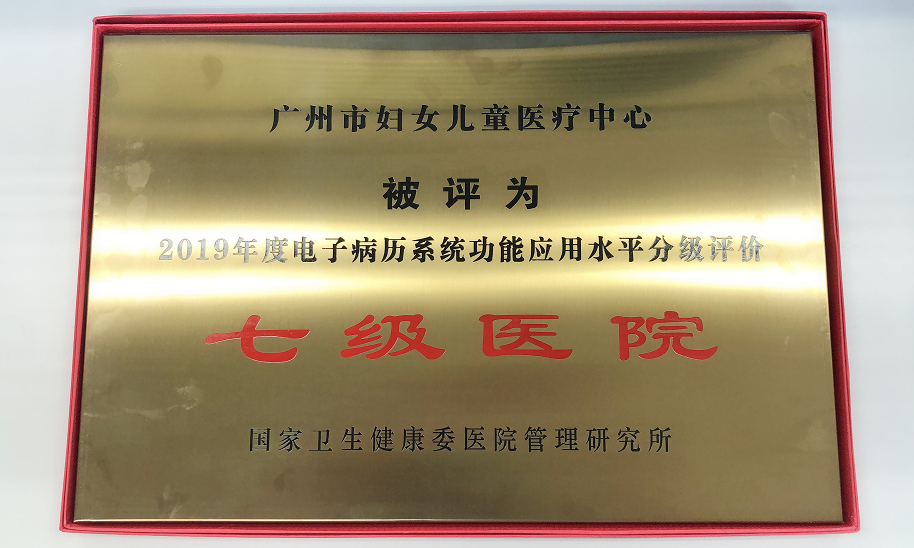 广州市妇女儿童医疗中心
被评为
2019年度电子病历系统功能应用水平分级评价
七级医院
国家卫生健康委医院管理研究所